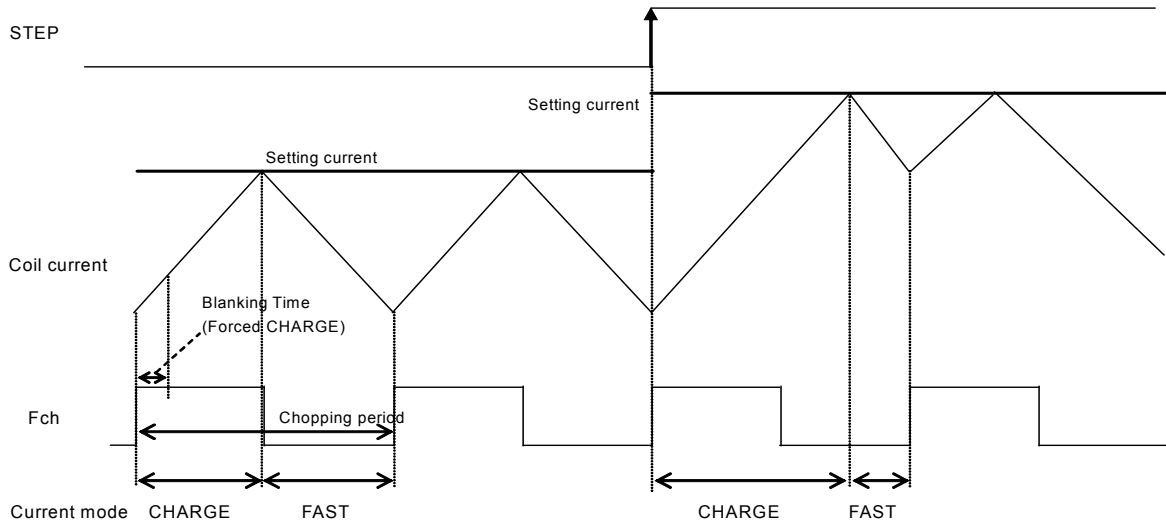 STEP
Setting current
Setting current
Coil current
Blanking Time
(Forced CHARGE)
Fch
Chopping period
Current mode CHARGE FAST CHARGE FAST